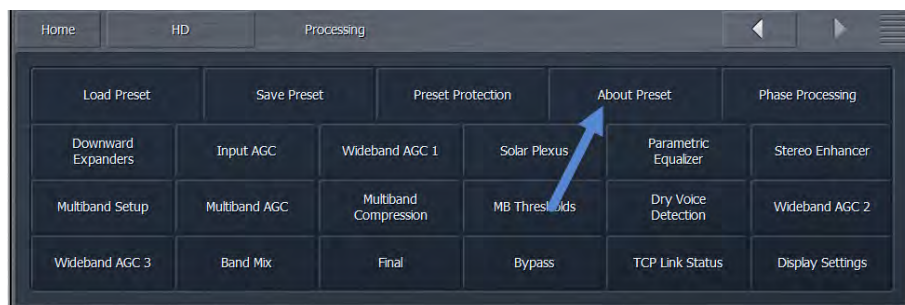 Home HD Processing
Load Preset Save Preset Preset Protection About Preset Phase Processing
Downward Expanders Input AGC Wideband AGC 1 Solar Plexus Parametric Equalizer Stereo Enhancer
Multiband Setup Multiband AGC Multiband Compression MB Thresholds Dry Voice Detection Wideband AGC 2
Wideband AGC 3 Band Mix Final Bypass TCP Link Status Display Settings